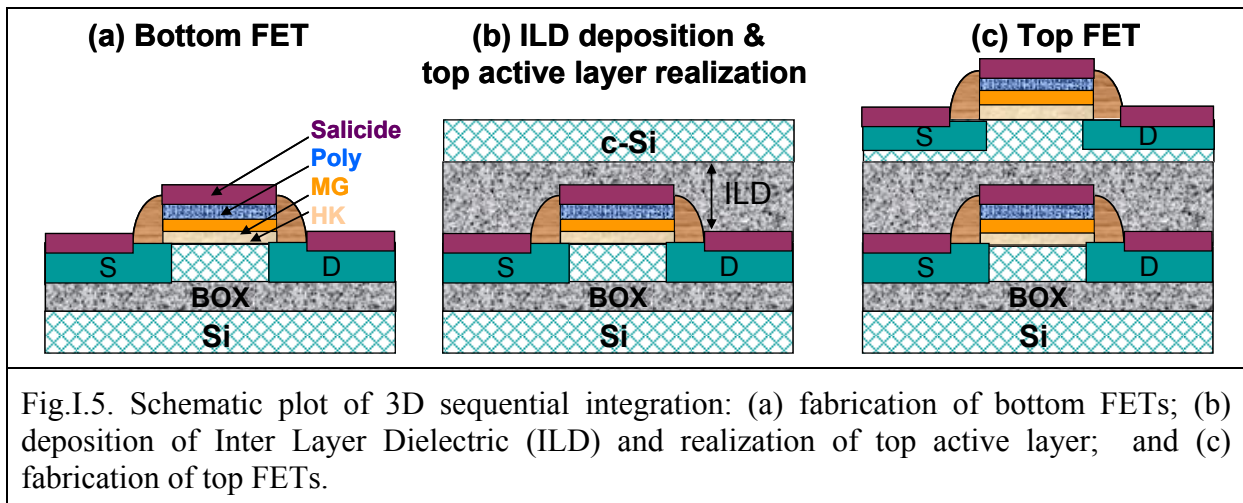 (a) Bottom FET
Salicide
Poly
MG
HK
S
D
BOX
Si
(b) ILD deposition &
top active layer realization
c-Si
ILD
S
D
BOX
Si
(c) Top FET
S
D
S
D
BOX
Si
Fig.I.5. Schematic plot of 3D sequential integration: (a) fabrication of bottom FETs; (b)
deposition of Inter Layer Dielectric (ILD) and realization of top active layer; and (c)
fabrication of top FETs.